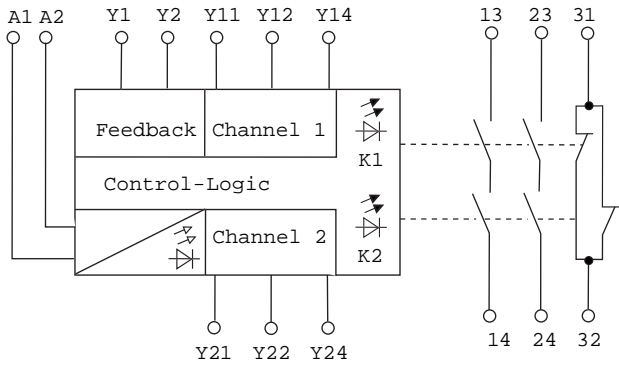 A1 A2 Y1 Y2 Y11 Y12 Y14 13 23 31
Feedback Channel 1
K1
Control-Logic
Channel 2
K2
14 24 32
Y21 Y22 Y24